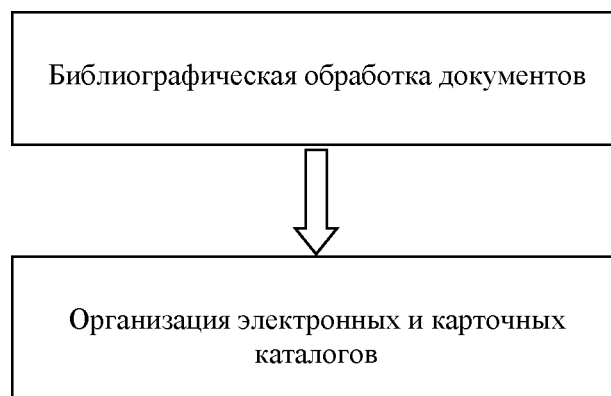 Библиографическая обработка документов
Организация электронных и карточных
каталогов